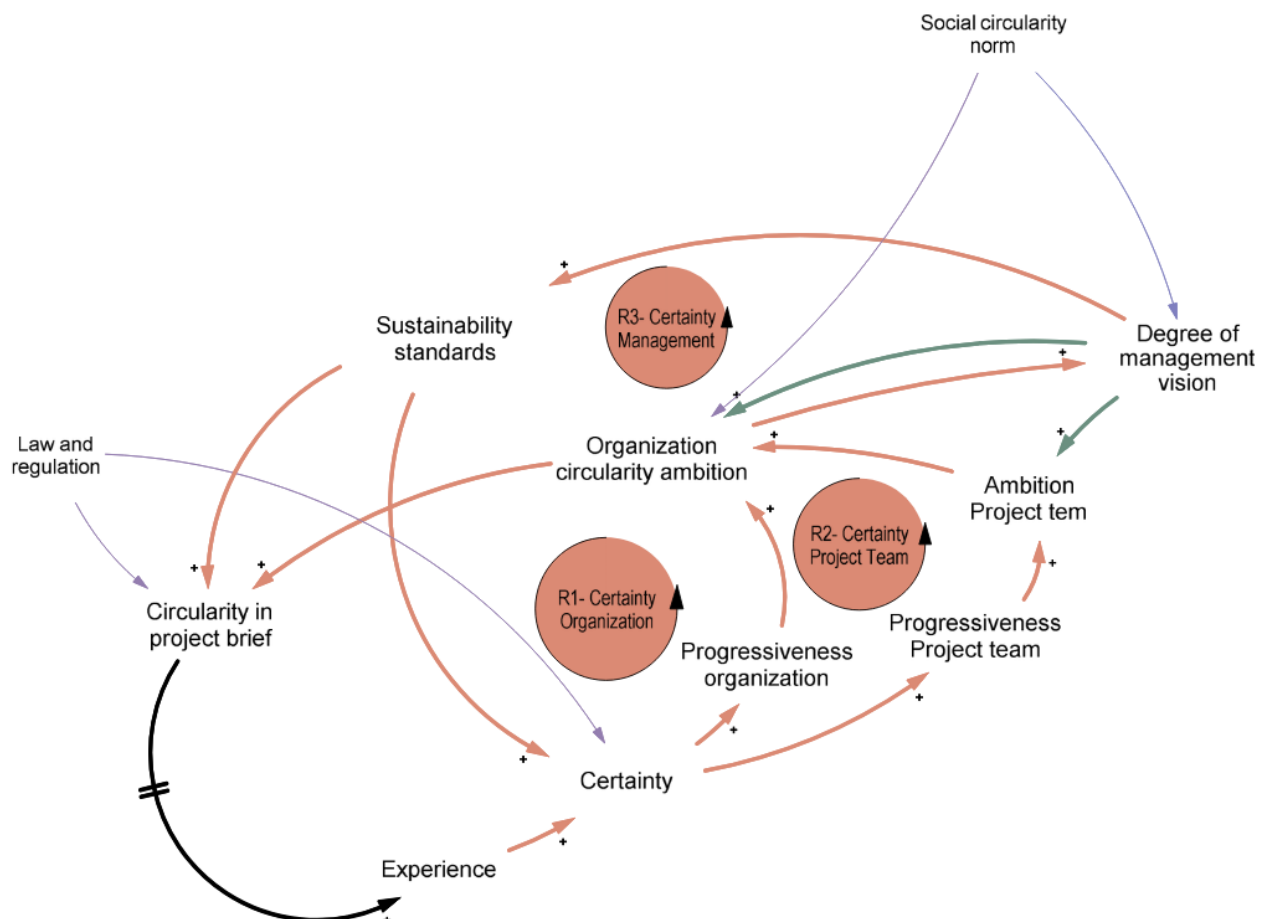 Social circularity
norm
R3- Certainty
Management
Sustainability
standards
Degree of
management
vision
Law and
regulation
Organization
circularity ambition
Ambition
Project tem
R2- Certainty
Project Team
R1- Certainty
Organization
Circularity in
project brief
Progressiveness
Project team
Progressiveness
organization
Certainty
Experience